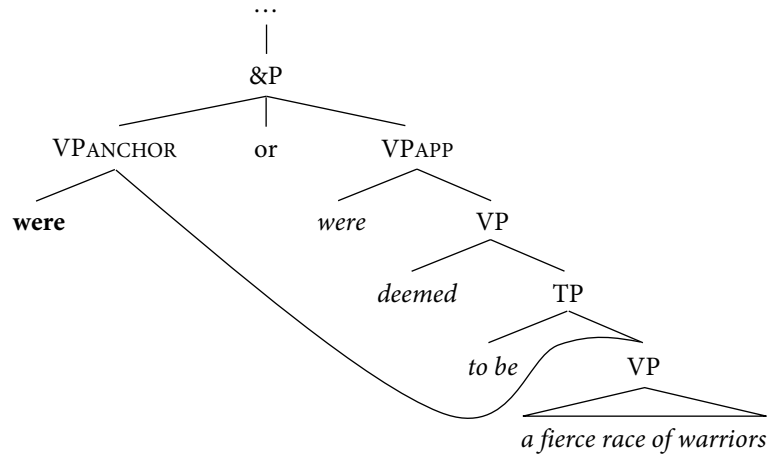 …
&P
VPANCHOR or VPAPP
were were VP
deemed TP
to be VP
a fierce race of warriors